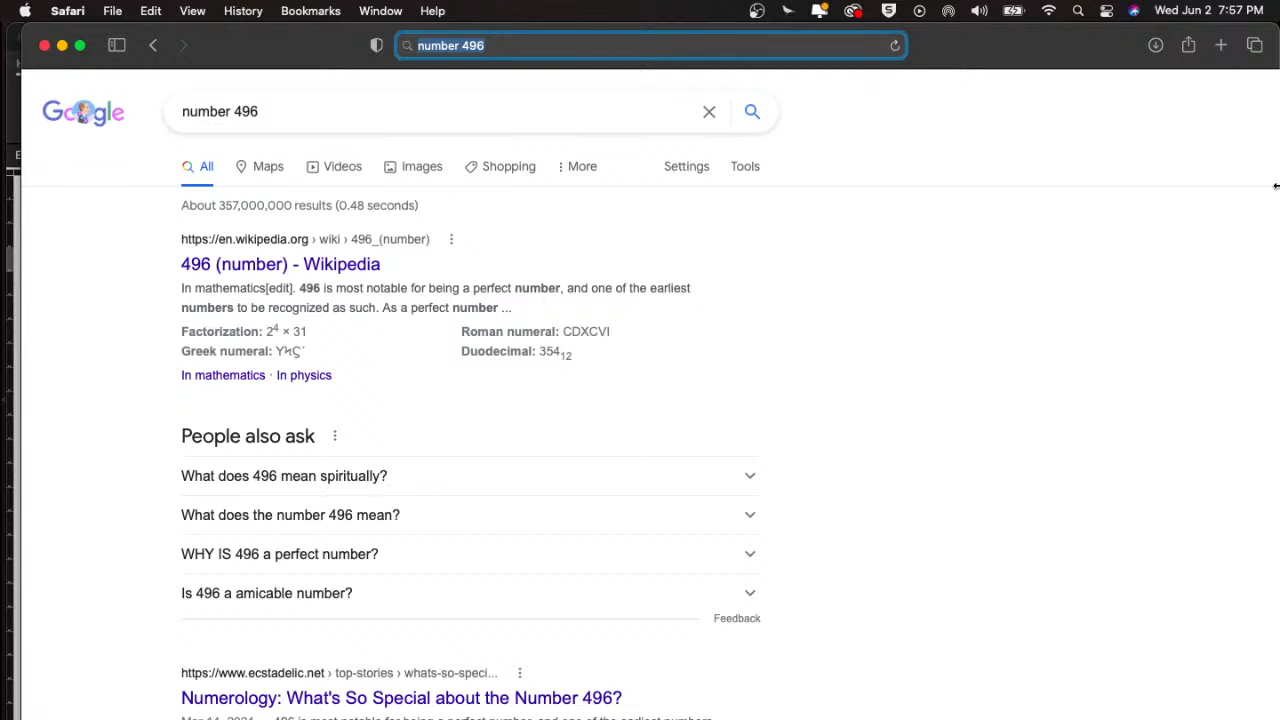 Safari File Edit View History Bookmarks Window Help Wed Jun 2 7:57 PM
number 496
Google
number 496
All Maps Videos Images Shopping More Settings Tools
About 357,000,000 results (0.48 seconds)
https://en.wikipedia.org › wiki › 496_(number)
496 (number) - Wikipedia
In mathematics[edit]. 496 is most notable for being a perfect number, and one of the earliest
numbers to be recognized as such. As a perfect number ...
Factorization: 2⁴ × 31 Roman numeral: CDXCVI
Greek numeral: ΥϞϚ´ Duodecimal: 354₁₂
In mathematics · In physics
People also ask
What does 496 mean spiritually?
What does the number 496 mean?
WHY IS 496 a perfect number?
Is 496 a amicable number?
Feedback
https://www.ecstadelic.net › top-stories › whats-so-speci...
Numerology: What's So Special about the Number 496?